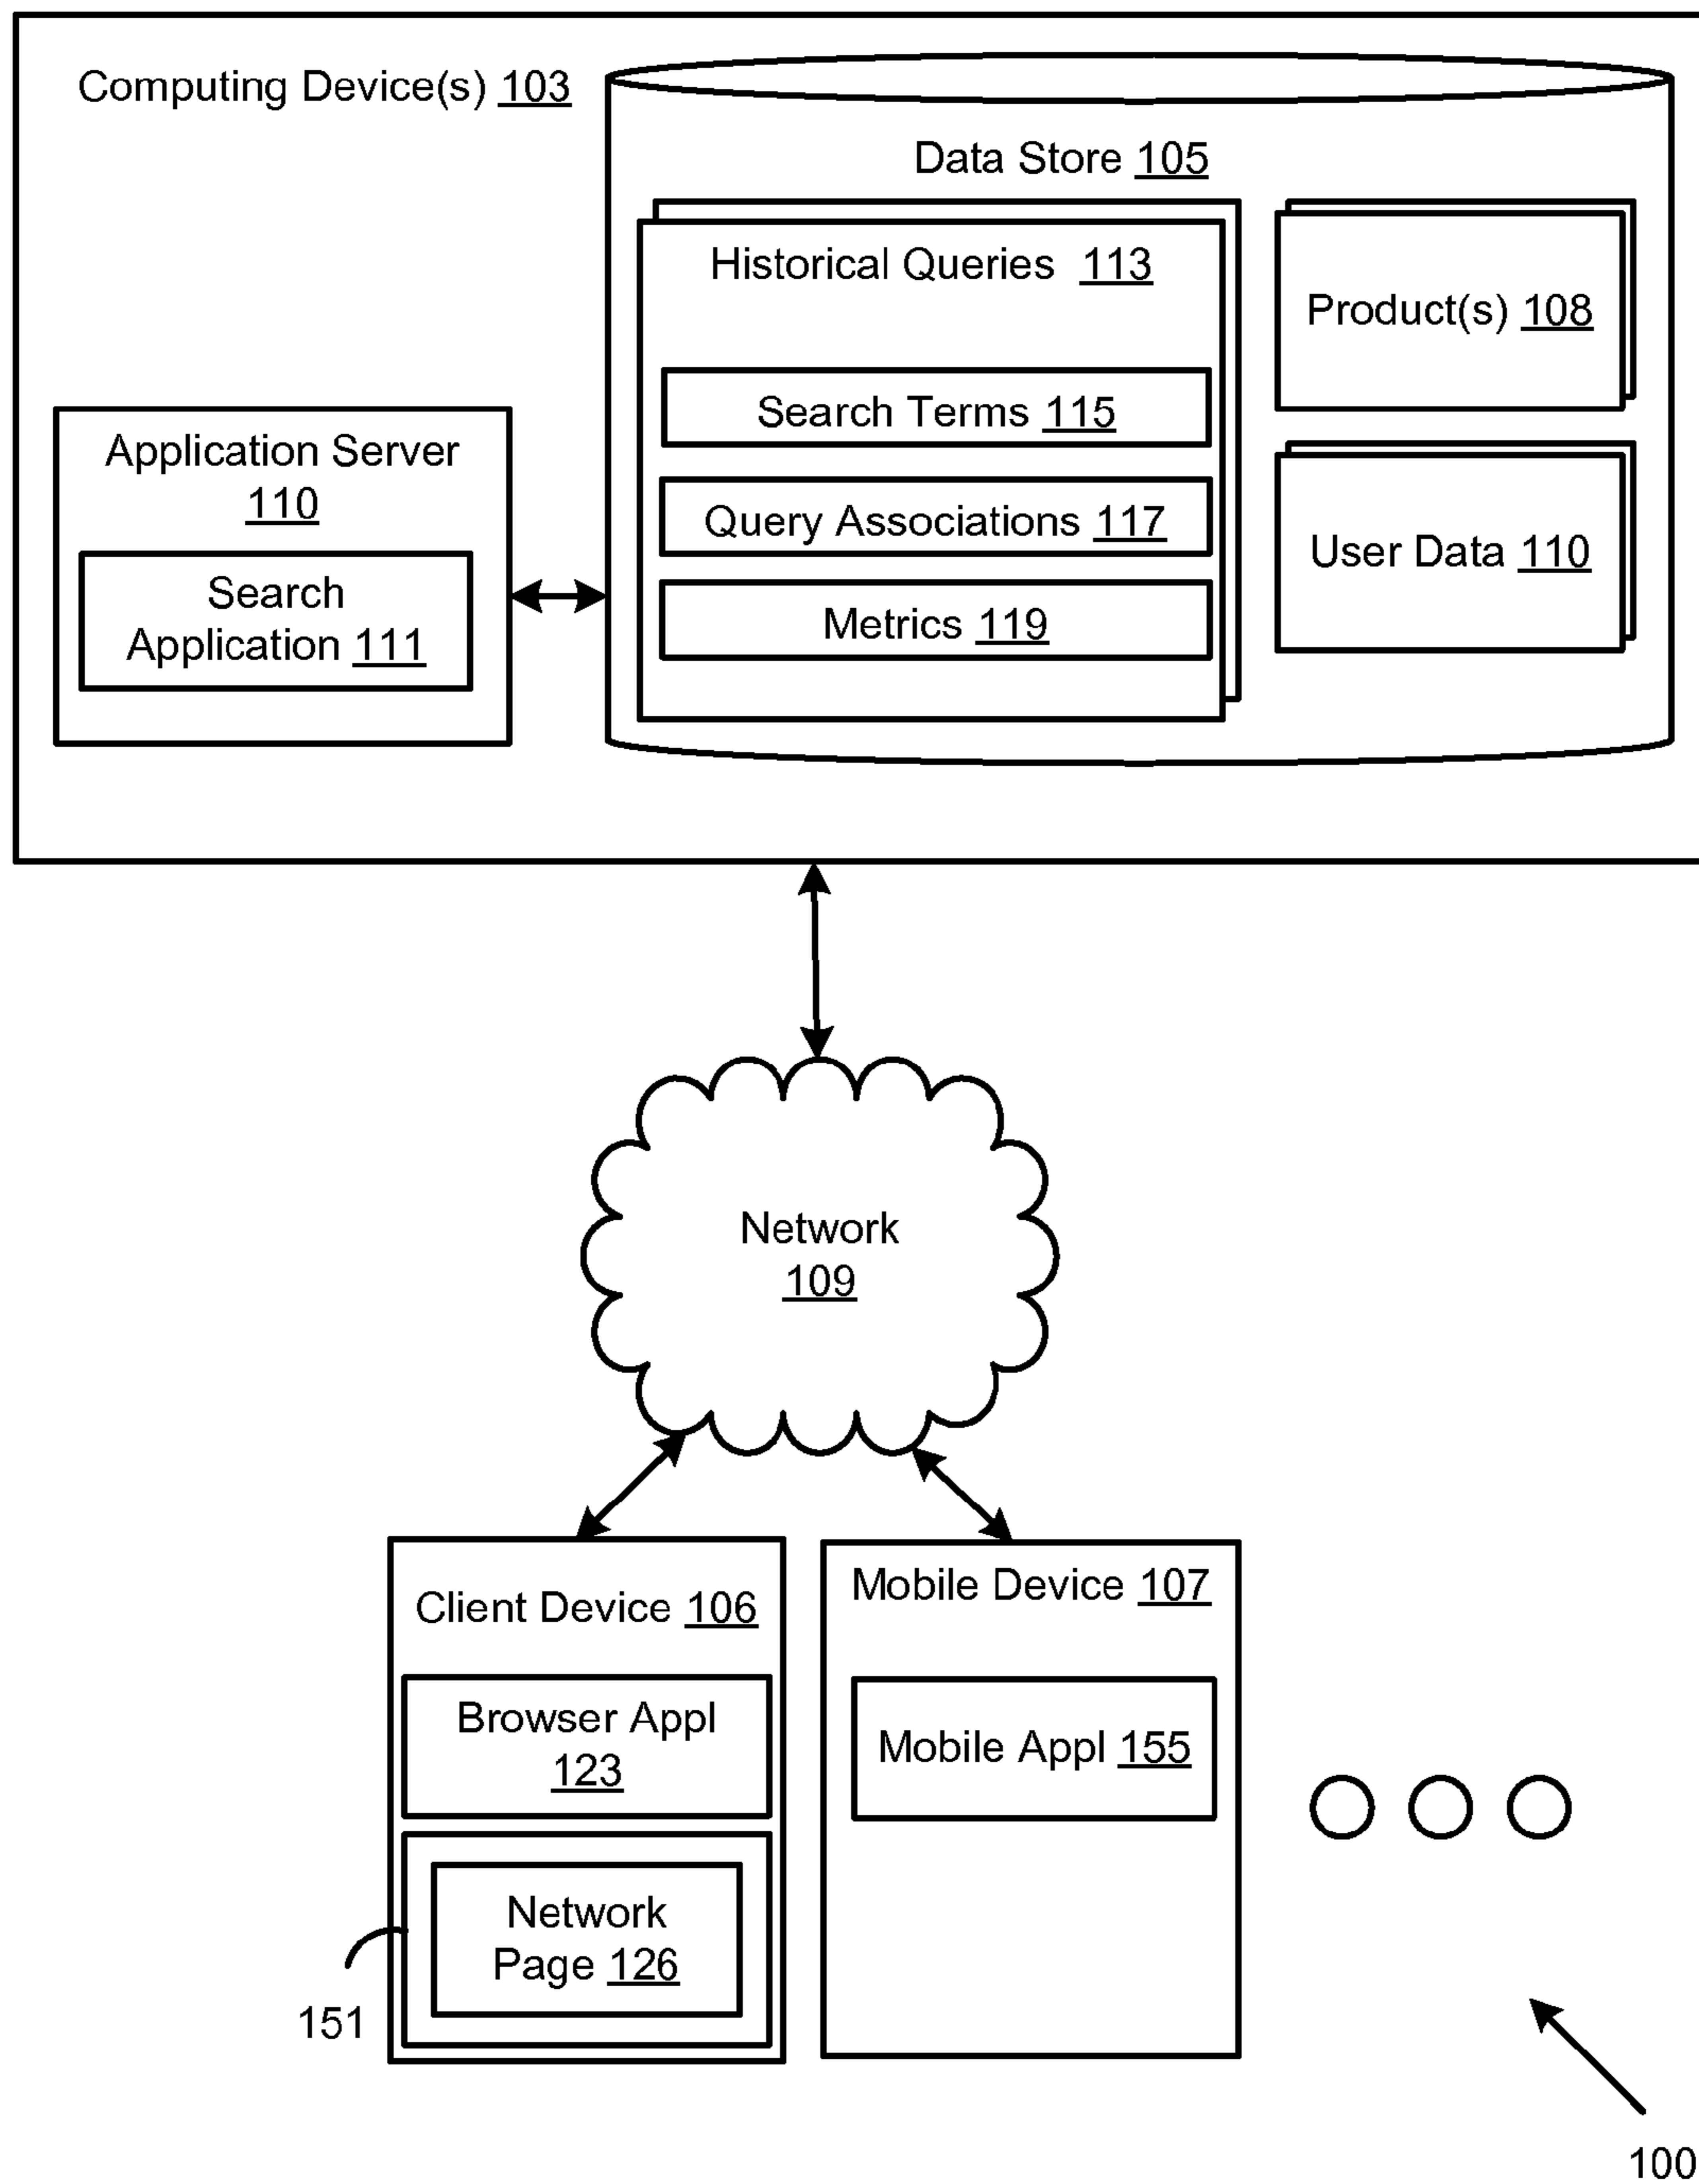 Computing Device(s) 103
Data Store 105
Historical Queries 113
Product(s) 108
Search Terms 115
Application Server
110
Query Associations 117
User Data 110
Search
Application 111
Metrics 119
Network
109
Client Device 106
Mobile Device 107
Browser Appl
123
Mobile Appl 155
Network
Page 126
151
100